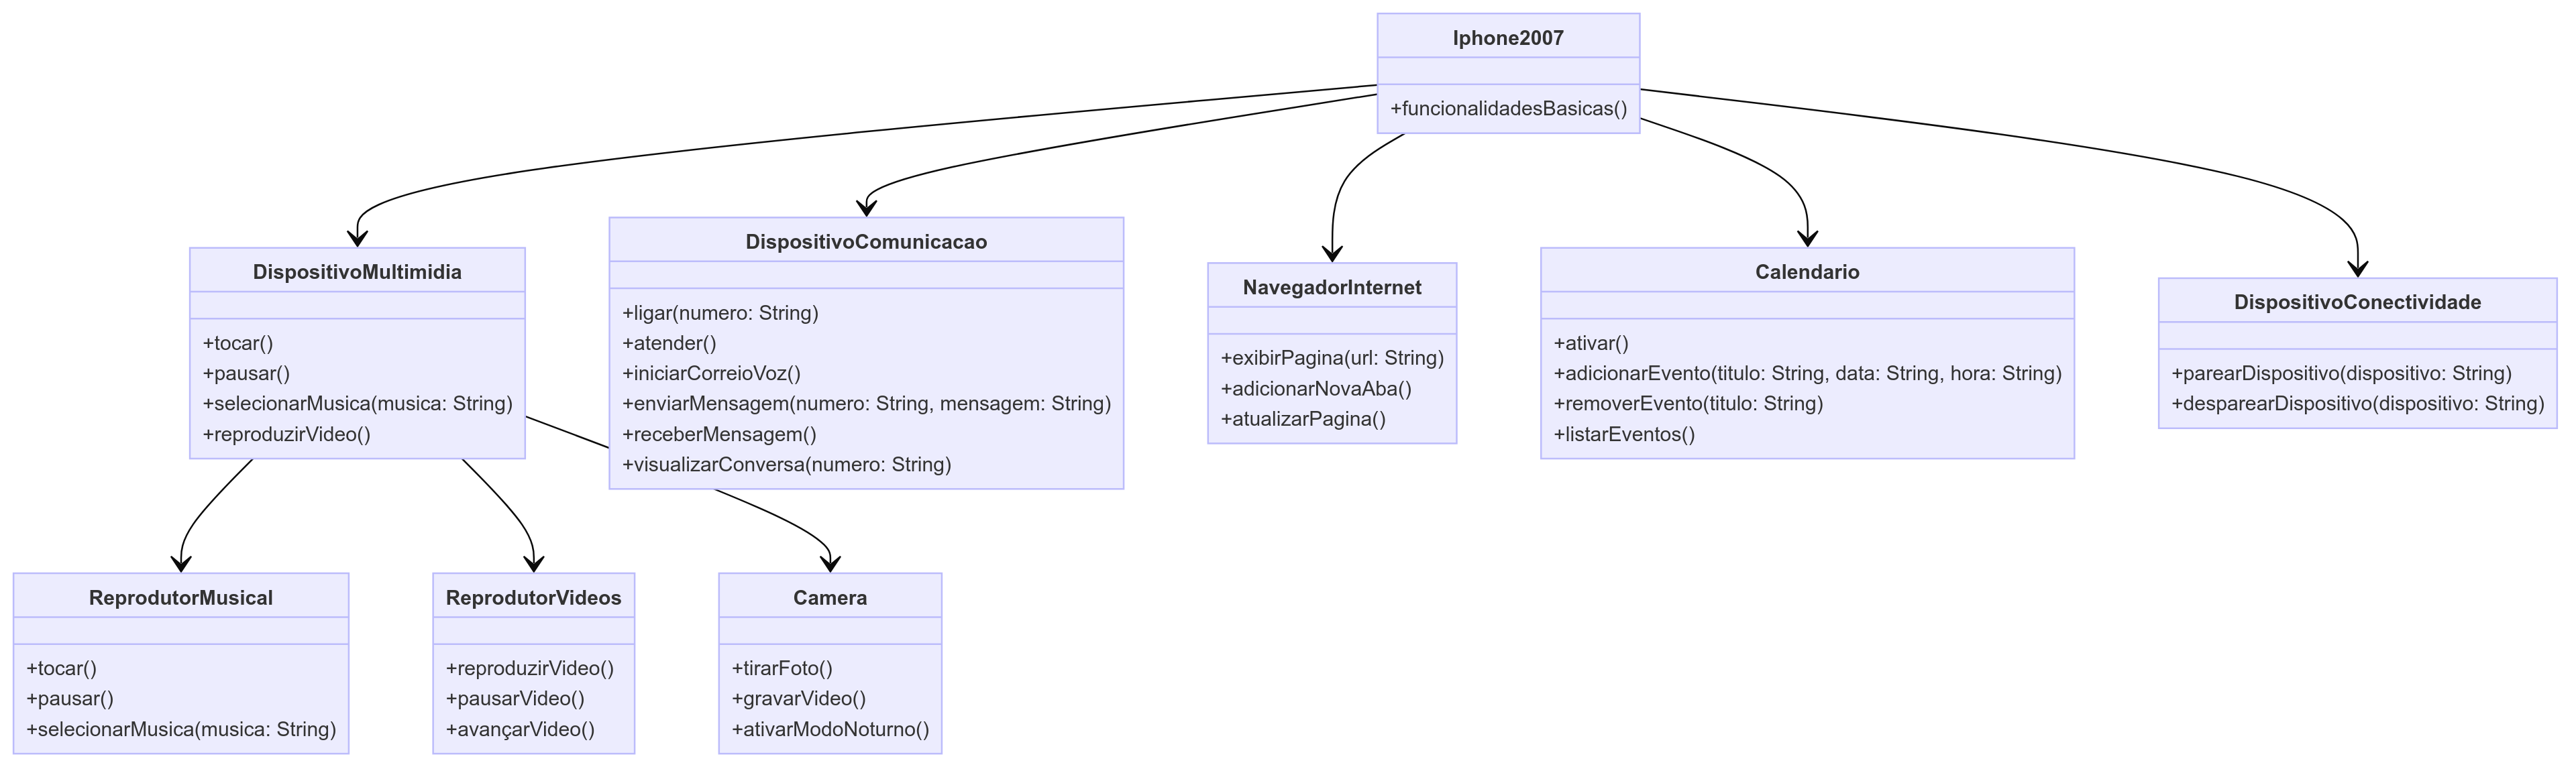 Iphone2007
+funcionalidadesBasicas()
DispositivoMultimidia
+tocar()
+pausar()
+selecionarMusica(musica: String)
+reproduzirVideo()
DispositivoComunicacao
+ligar(numero: String)
+atender()
+iniciarCorreioVoz()
+enviarMensagem(numero: String, mensagem: String)
+receberMensagem()
+visualizarConversa(numero: String)
NavegadorInternet
+exibirPagina(url: String)
+adicionarNovaAba()
+atualizarPagina()
Calendario
+ativar()
+adicionarEvento(titulo: String, data: String, hora: String)
+removerEvento(titulo: String)
+listarEventos()
DispositivoConectividade
+parearDispositivo(dispositivo: String)
+desparearDispositivo(dispositivo: String)
ReprodutorMusical
+tocar()
+pausar()
+selecionarMusica(musica: String)
ReprodutorVideos
+reproduzirVideo()
+pausarVideo()
+avançarVideo()
Camera
+tirarFoto()
+gravarVideo()
+ativarModoNoturno()